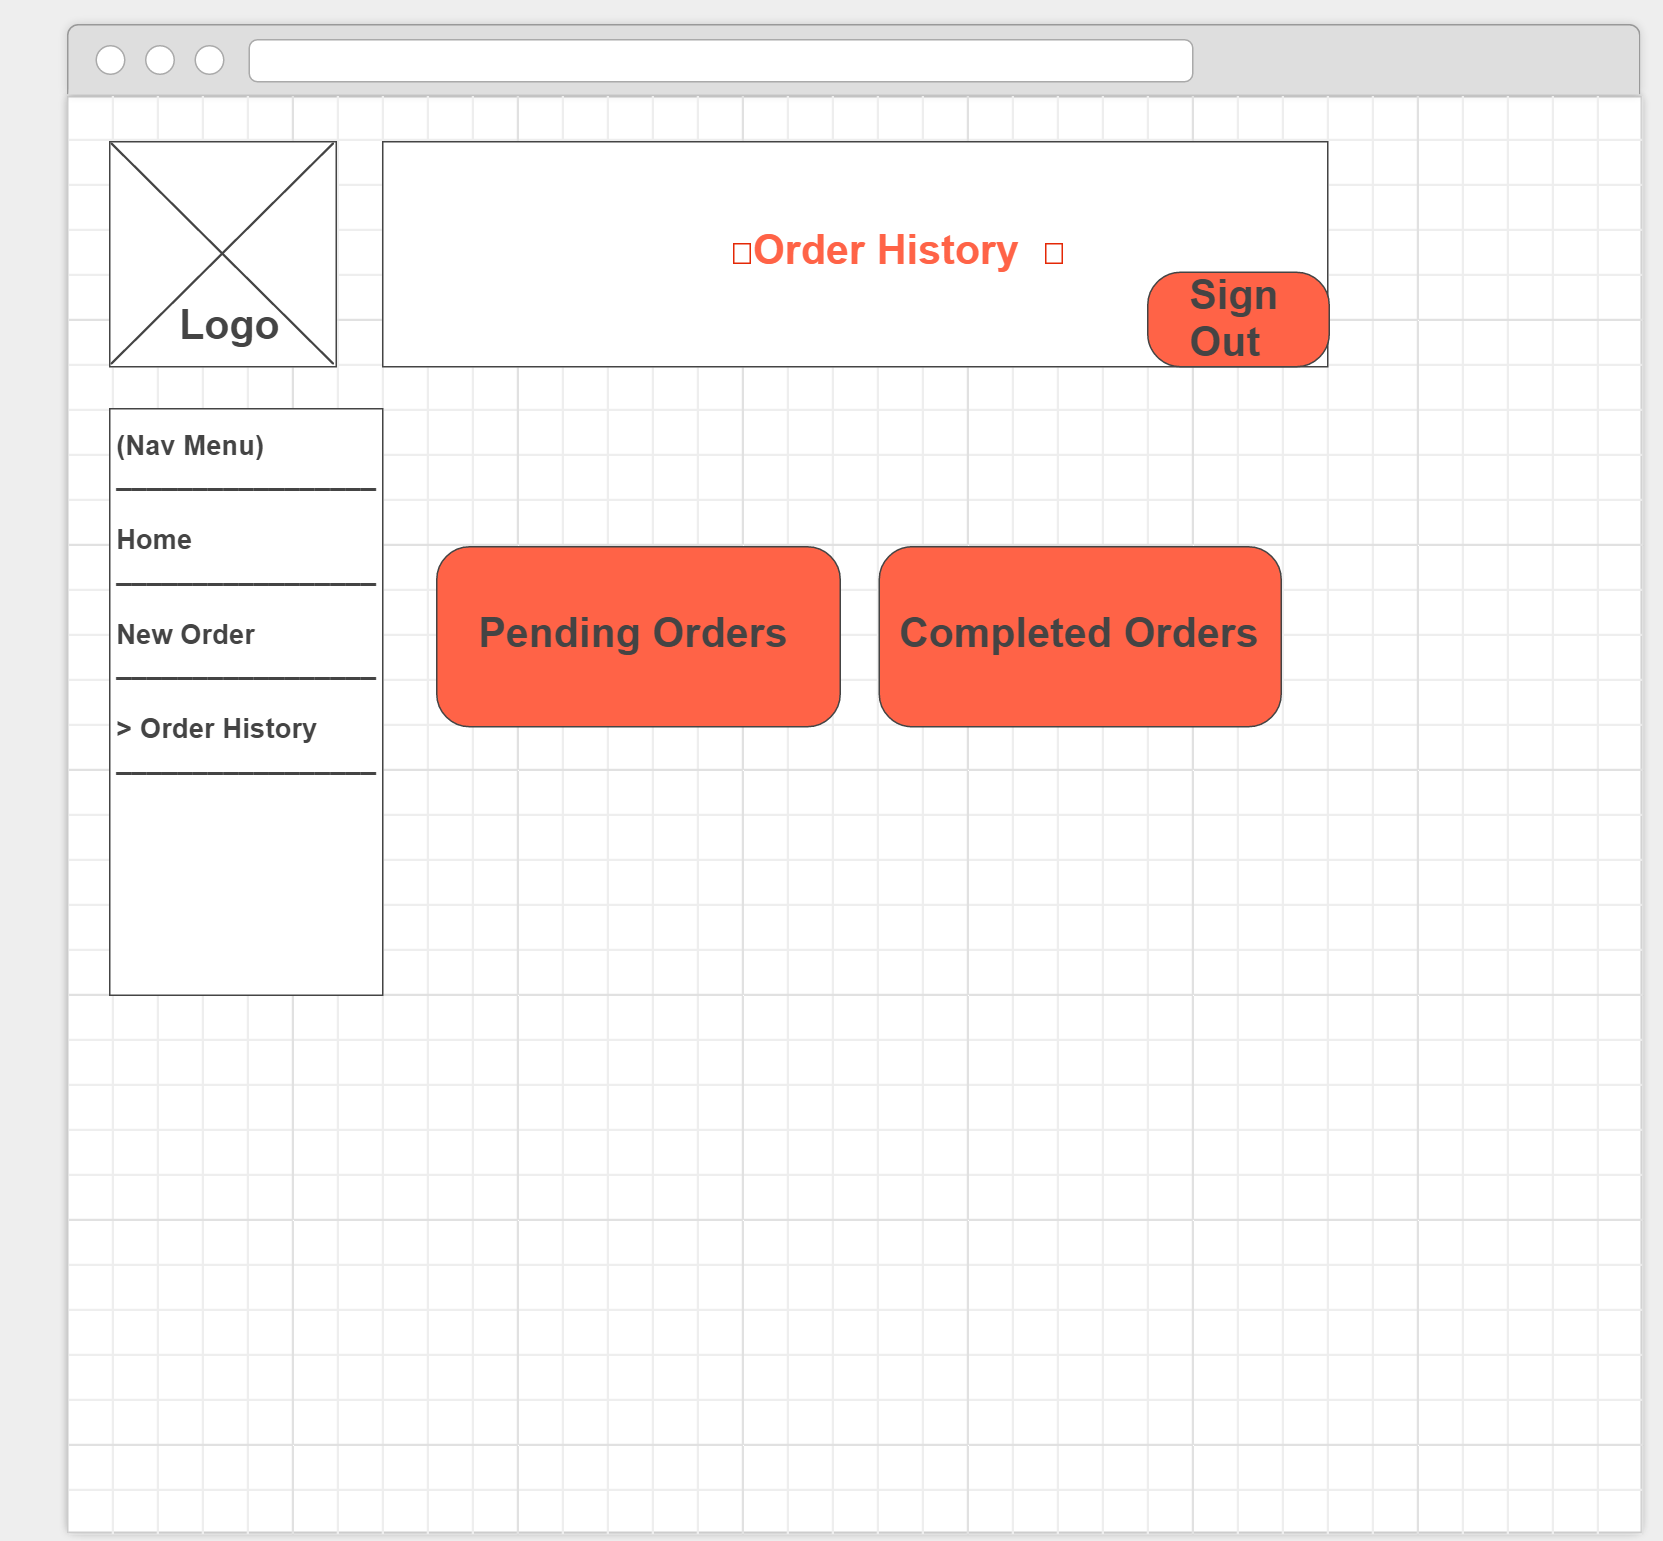 Logo
Order History
Sign
Out
(Nav Menu)
Home
New Order
> Order History
Pending Orders
Completed Orders